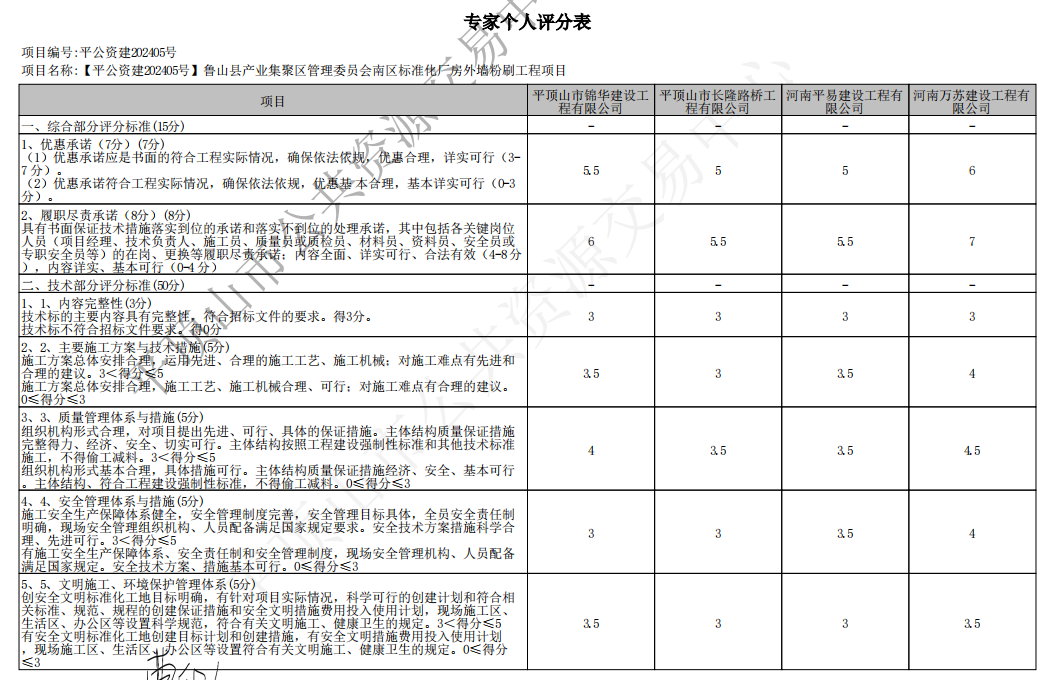 专家个人评分表
项目编号:平公资建202405号
项目名称:【平公资建202405号】鲁山县产业集聚区管理委员会南区标准化厂房外墙粉刷工程项目
项目 平顶山市锦华建设工程有限公司 平顶山市长隆路桥工程有限公司 河南平易建设工程有限公司 河南万苏建设工程有限公司
一、综合部分评分标准(15分) - - - -
1、优惠承诺（7分）(7分)
（1）优惠承诺应是书面的符合工程实际情况，确保依法依规，优惠合理，详实可行（3-
7分）。
（2）优惠承诺符合工程实际情况，确保依法依规，优惠基本合理，基本详实可行（0-3
分）。
5.5 5 5 6
2、履职尽责承诺（8分）(8分)
具有书面保证技术措施落实到位的承诺和落实不到位的处理承诺，其中包括各关键岗位
人员（项目经理、技术负责人、施工员、质量员或质检员、材料员、资料员、安全员或
专职安全员等）的在岗、更换等履职尽责承诺；内容全面、详实可行、合法有效（4-8分
），内容详实、基本可行（0-4分）
6 5.5 5.5 7
二、技术部分评分标准(50分) - - - -
1、1、内容完整性(3分)
技术标的主要内容具有完整性，符合招标文件的要求。得3分。
技术标不符合招标文件要求。得0分
3 3 3 3
2、2、主要施工方案与技术措施(5分)
施工方案总体安排合理，运用先进、合理的施工工艺、施工机械；对施工难点有先进和
合理的建议。3＜得分≤5
施工方案总体安排合理，施工工艺、施工机械合理、可行；对施工难点有合理的建议。
0≤得分≤3
3.5 3 3.5 4
3、3、质量管理体系与措施(5分)
组织机构形式合理，对项目提出先进、可行、具体的保证措施。主体结构质量保证措施
完整得力、经济、安全、切实可行。主体结构按照工程建设强制性标准和其他技术标准
施工，不得偷工减料。3＜得分≤5
组织机构形式基本合理，具体措施可行。主体结构质量保证措施经济、安全、基本可行
。主体结构、符合工程建设强制性标准，不得偷工减料。0≤得分≤3
4 3.5 3.5 4.5
4、4、安全管理体系与措施(5分)
施工安全生产保障体系健全，安全管理制度完善，安全管理目标具体，全员安全责任制
明确，现场安全管理组织机构、人员配备满足国家规定要求。安全技术方案措施科学合
理、先进可行。3＜得分≤5
有施工安全生产保障体系、安全责任制和安全管理制度，现场安全管理机构、人员配备
满足国家规定。安全技术方案、措施基本可行。0≤得分≤3
3 3 3.5 4
5、5、文明施工、环境保护管理体系(5分)
创安全文明标准化工地目标明确，有针对项目实际情况，科学可行的创建计划和符合相
关标准、规范、规程的创建保证措施和安全文明措施费用投入使用计划，现场施工区、
生活区、办公区等设置科学规范，符合有关文明施工、健康卫生的规定。3＜得分≤5
有安全文明标准化工地创建目标计划和创建措施，有安全文明措施费用投入使用计划
，现场施工区、生活区、办公区等设置符合有关文明施工、健康卫生的规定。0≤得分
≤3
3.5 3 3 3.5
平顶山市公共资源交易中
平顶山市公共资源交易中心